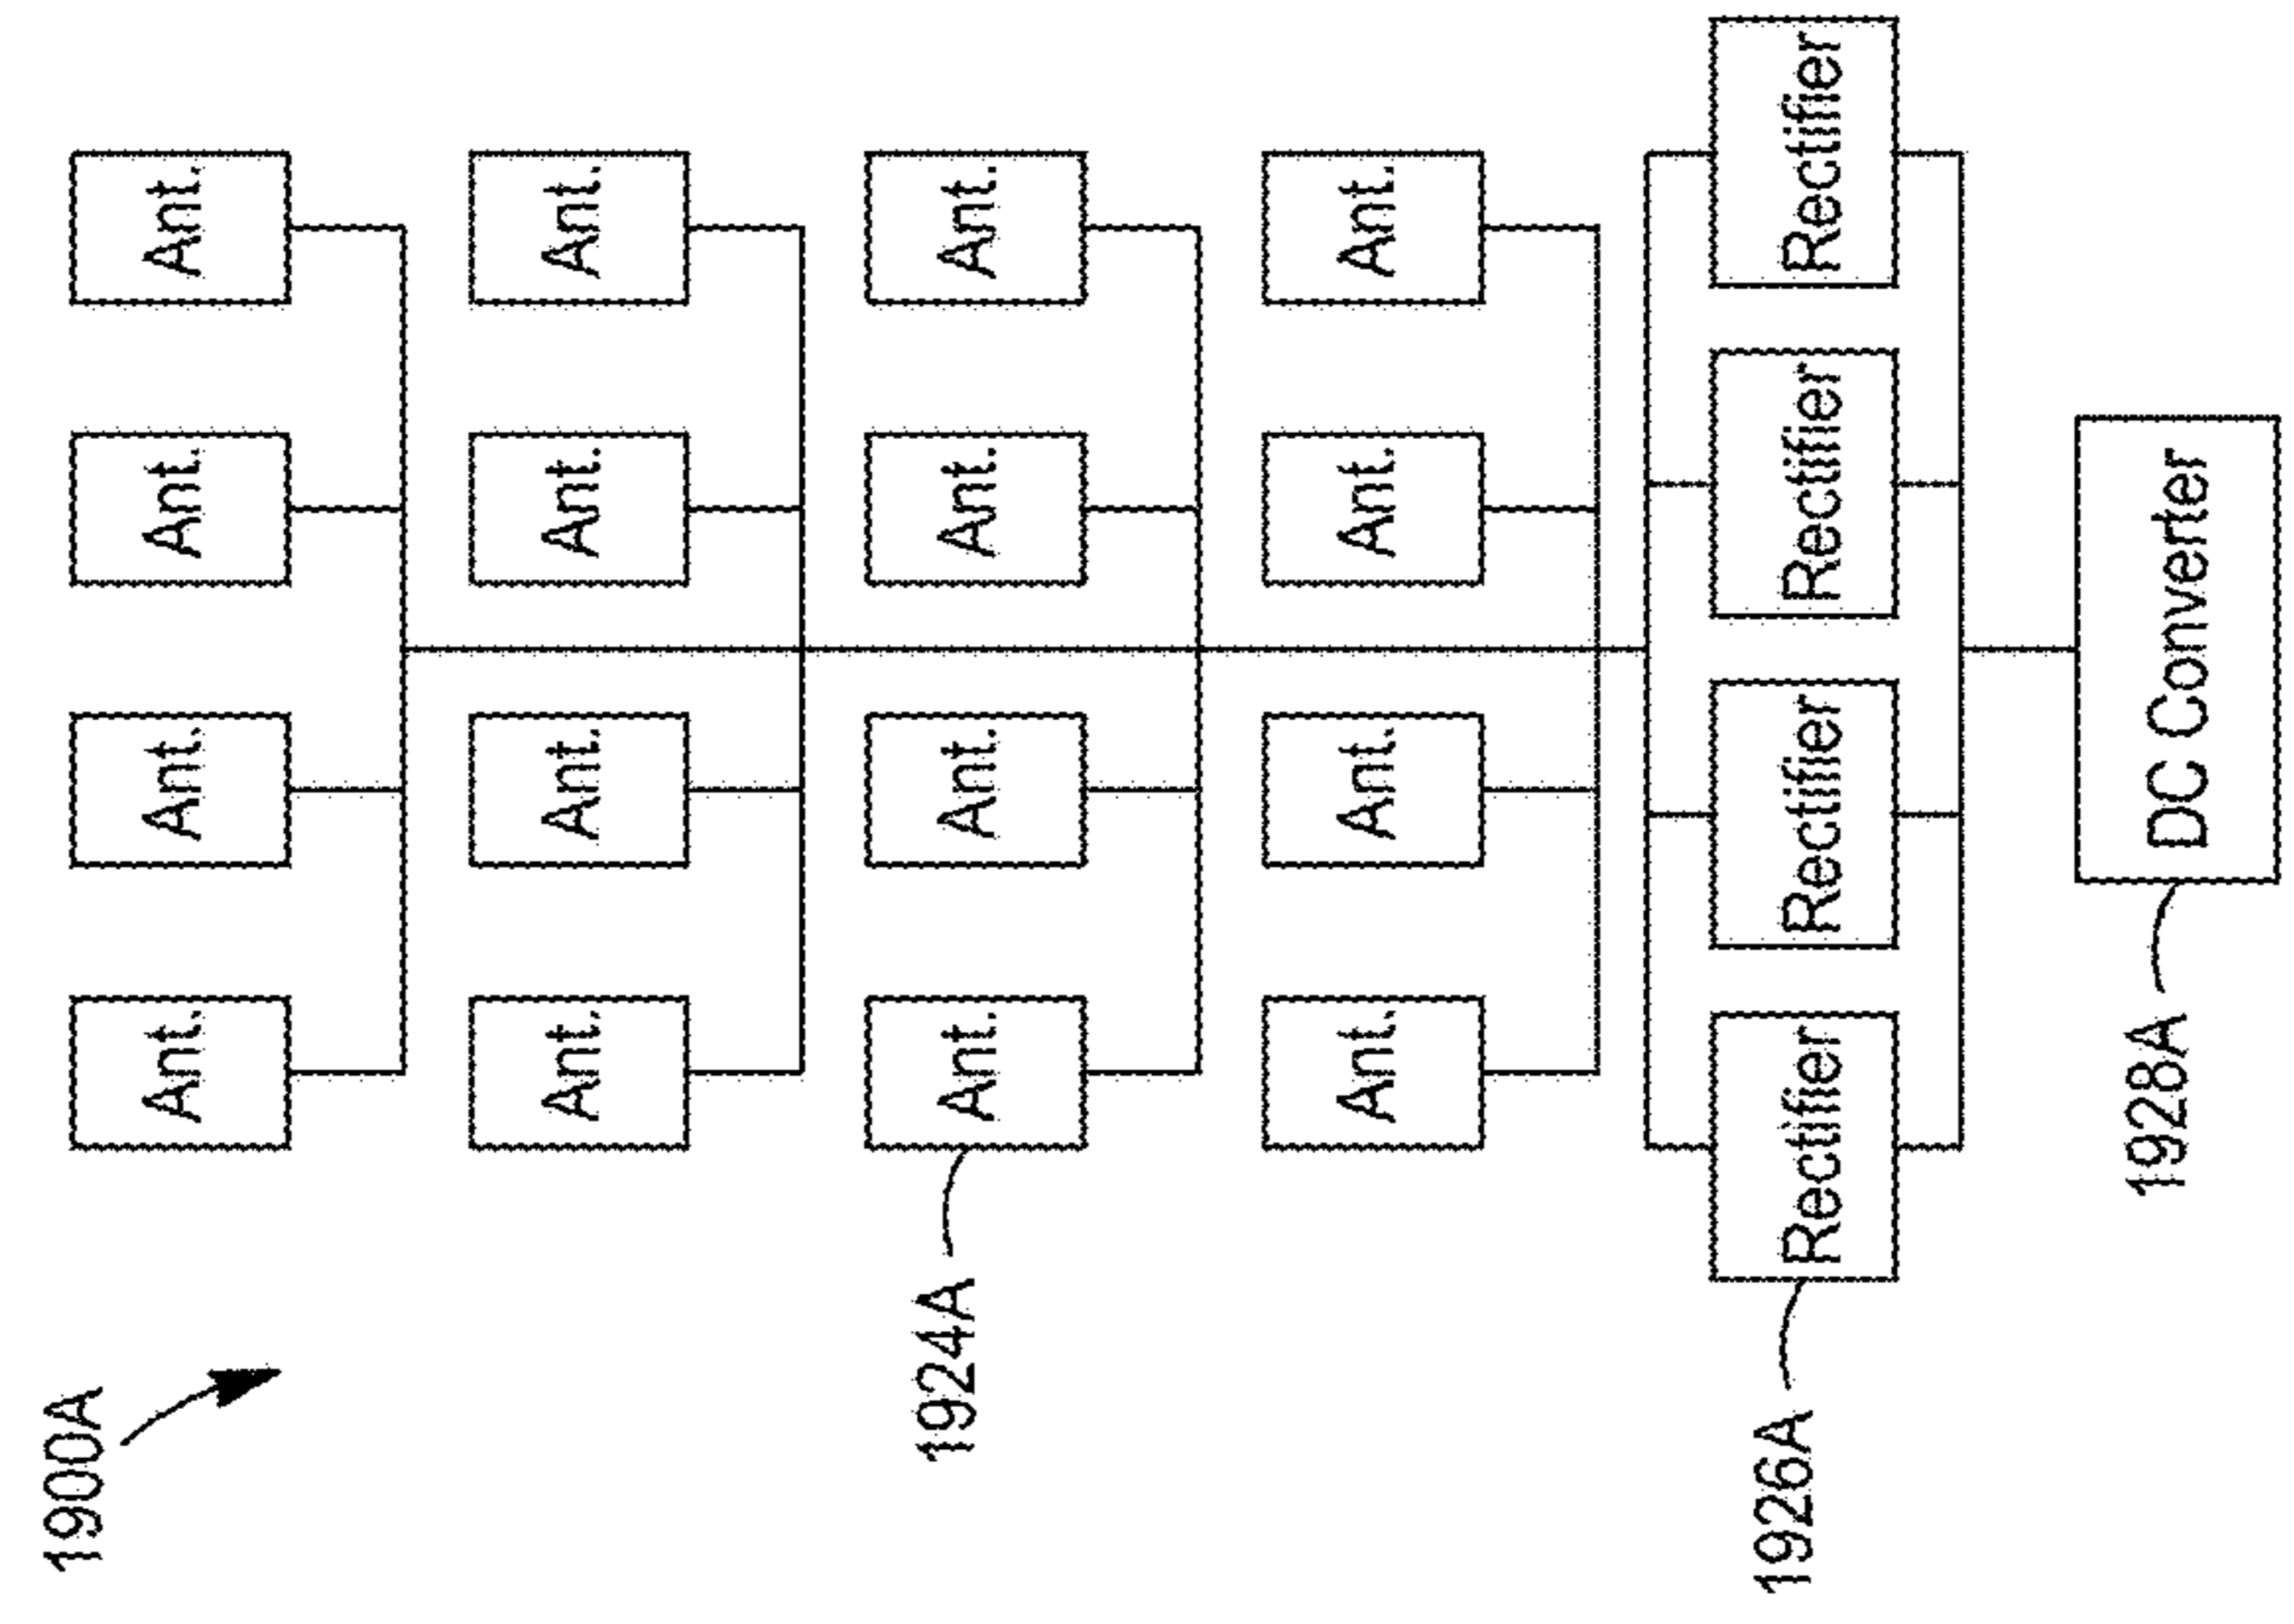 1900A
Ant.
Ant.
Ant.
Ant.
Ant.
Ant.
Ant.
Ant.
1924A
Ant.
Ant.
Ant.
Ant.
Ant.
Ant.
Ant.
Ant.
1926A
Rectifier
Rectifier
Rectifier
Rectifier
1928A
DC Converter